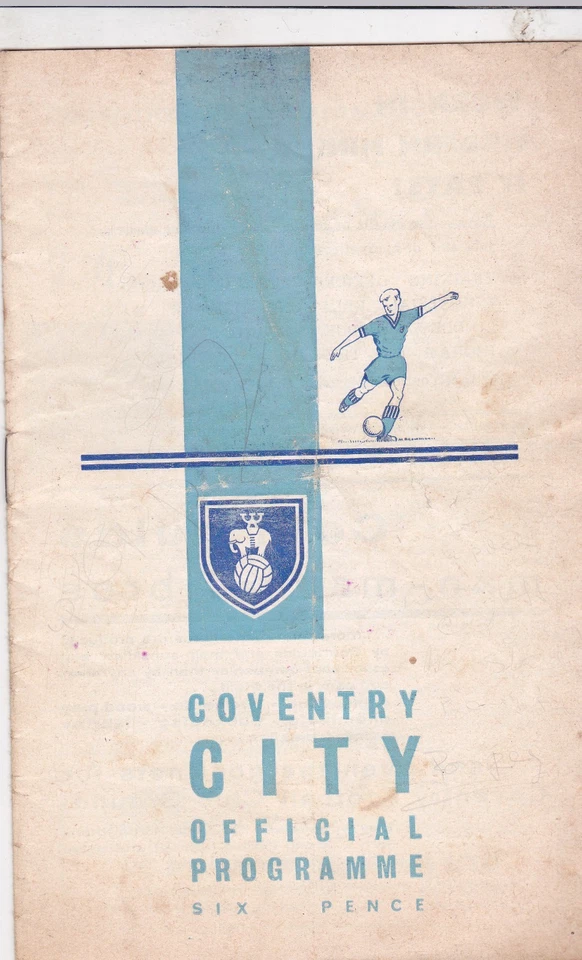 COVENTRY
CITY
OFFICIAL
PROGRAMME
SIX PENCE